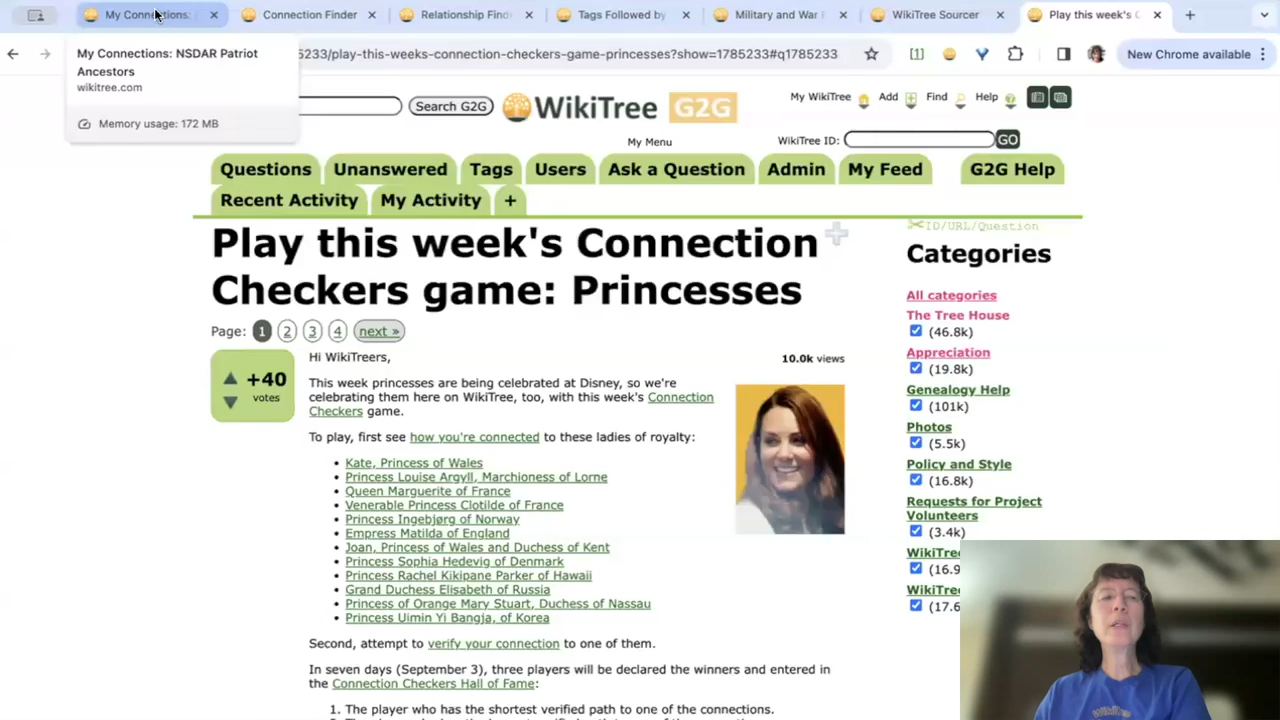 My Connections:
Connection Finder
Relationship Find
Tags Followed by
Military and War F
WikiTree Sourcer
Play this week's C
5233/play-this-weeks-connection-checkers-game-princesses?show=1785233#q1785233
New Chrome available
My Connections: NSDAR Patriot
Ancestors
wikitree.com
Memory usage: 172 MB
Search G2G
WikiTree G2G
My WikiTree
Add
Find
Help
My Menu
WikiTree ID:
GO
Questions
Unanswered
Tags
Users
Ask a Question
Admin
My Feed
G2G Help
Recent Activity
My Activity
+
ID/URL/Question
Play this week's Connection
Checkers game: Princesses
Page: 1 2 3 4 next »
+40
votes
10.0k views
Hi WikiTreers,
This week princesses are being celebrated at Disney, so we're
celebrating them here on WikiTree, too, with this week's Connection
Checkers game.
To play, first see how you're connected to these ladies of royalty:
• Kate, Princess of Wales
• Princess Louise Argyll, Marchioness of Lorne
• Queen Marguerite of France
• Venerable Princess Clotilde of France
• Princess Ingebjørg of Norway
• Empress Matilda of England
• Joan, Princess of Wales and Duchess of Kent
• Princess Sophia Hedevig of Denmark
• Princess Rachel Kikipane Parker of Hawaii
• Grand Duchess Elisabeth of Russia
• Princess of Orange Mary Stuart, Duchess of Nassau
• Princess Uimin Yi Bangja, of Korea
Second, attempt to verify your connection to one of them.
In seven days (September 3), three players will be declared the winners and entered in
the Connection Checkers Hall of Fame:
1. The player who has the shortest verified path to one of the connections.
Categories
All categories
The Tree House
(46.8k)
Appreciation
(19.8k)
Genealogy Help
(101k)
Photos
(5.5k)
Policy and Style
(16.8k)
Requests for Project
Volunteers
(3.4k)
WikiTree
(16.9
WikiTre
(17.6